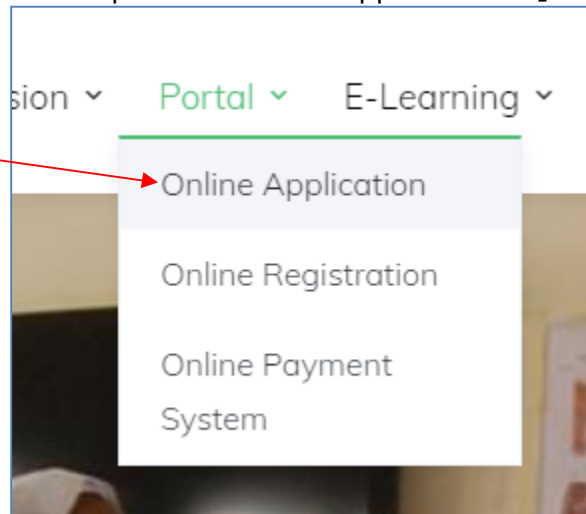 sion Portal E-Learning
Online Application
Online Registration
Online Payment
System